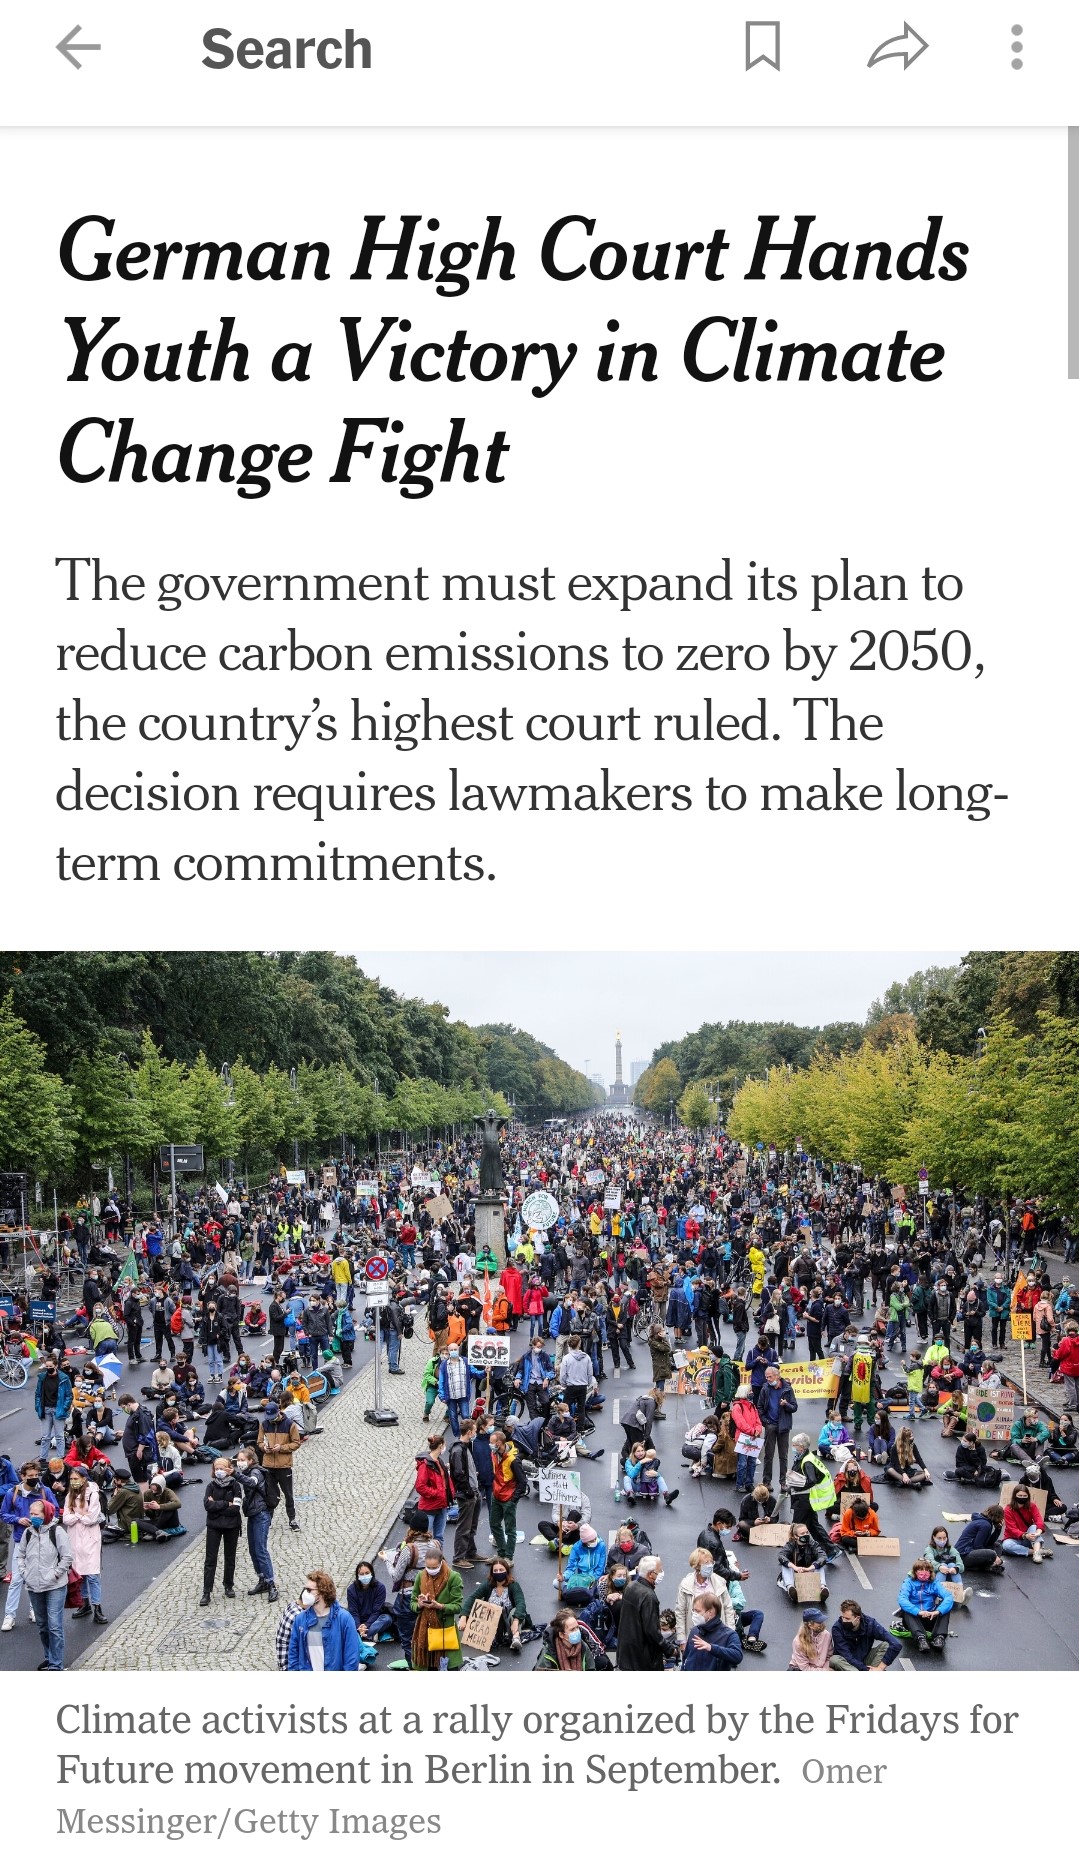 Search
German High Court Hands
Youth a Victory in Climate
Change Fight
The government must expand its plan to
reduce carbon emissions to zero by 2050,
the country’s highest court ruled. The
decision requires lawmakers to make long-
term commitments.
SOP
KEIN
GRAD
MEHR
Climate activists at a rally organized by the Fridays for
Future movement in Berlin in September. Omer
Messinger/Getty Images